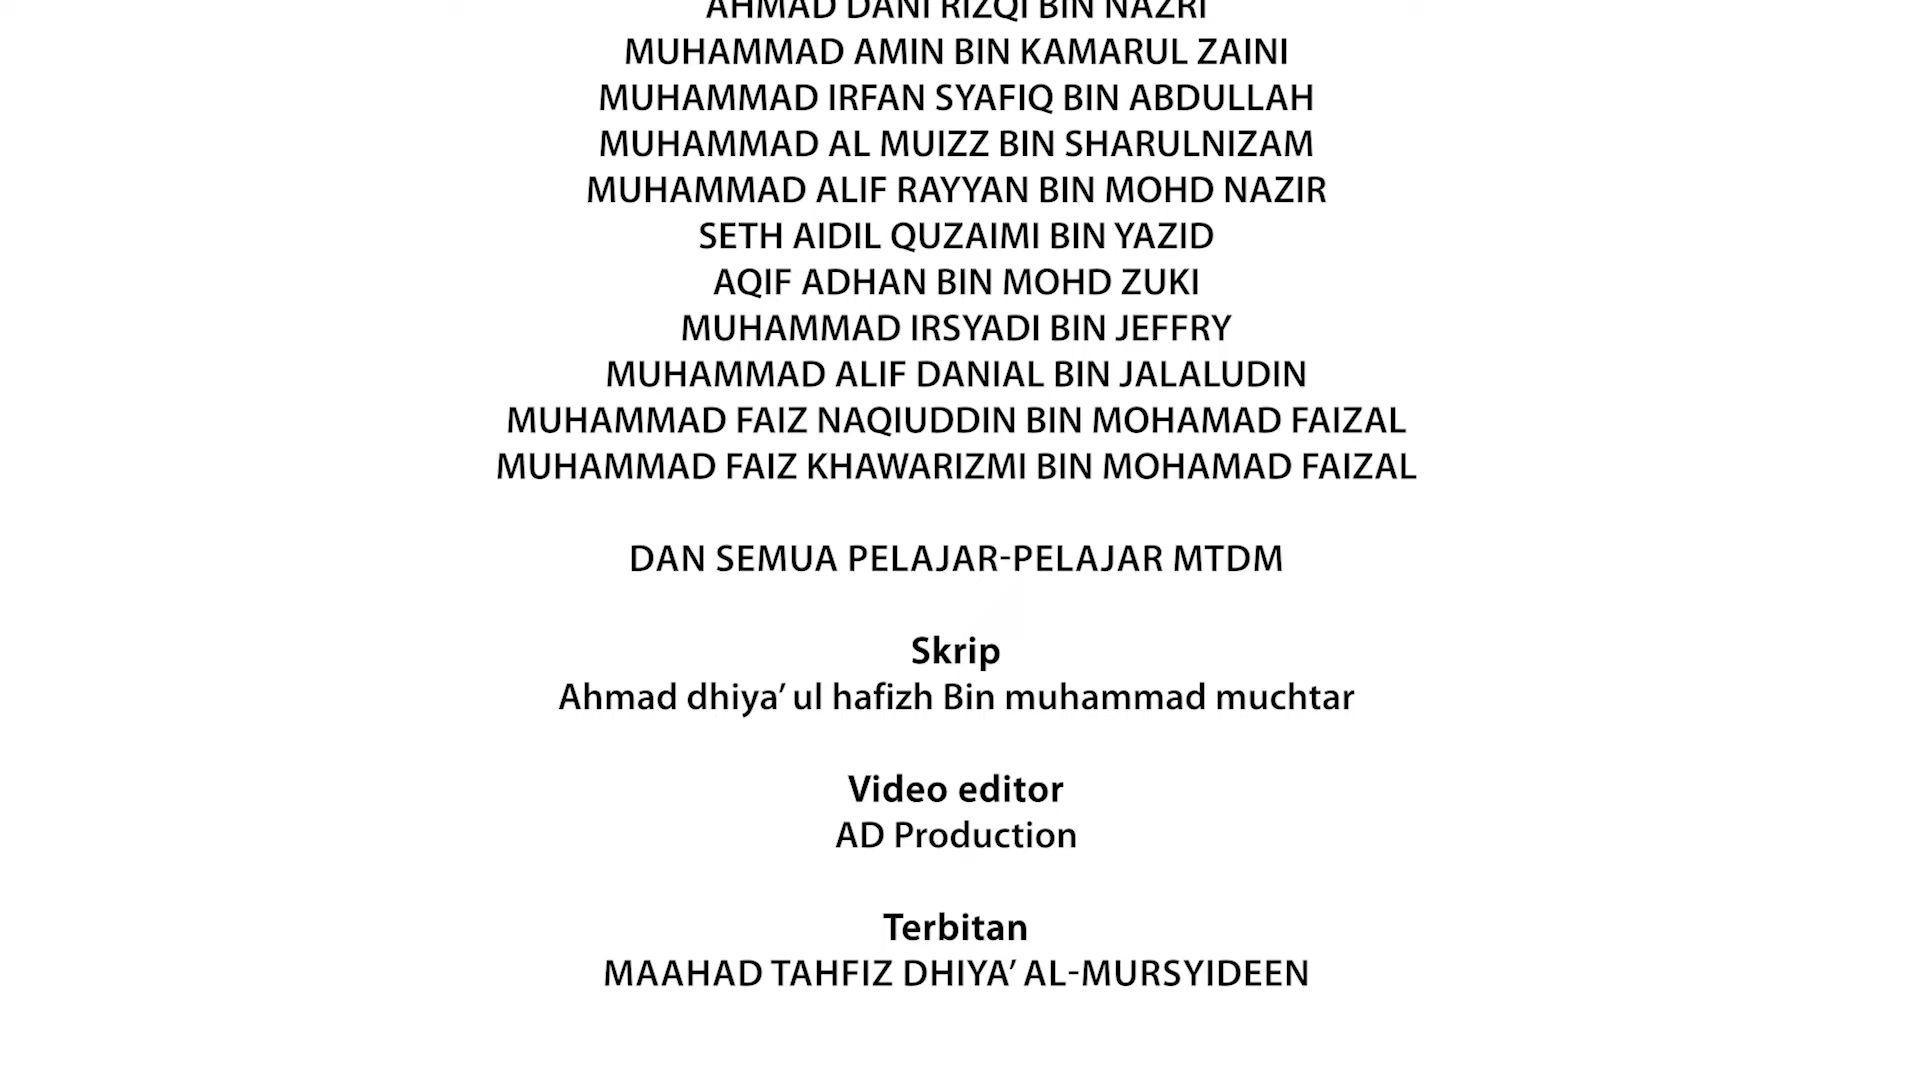 AHMAD DANI RIZQI BIN NAZRI
MUHAMMAD AMIN BIN KAMARUL ZAINI
MUHAMMAD IRFAN SYAFIQ BIN ABDULLAH
MUHAMMAD AL MUIZZ BIN SHARULNIZAM
MUHAMMAD ALIF RAYYAN BIN MOHD NAZIR
SETH AIDIL QUZAIMI BIN YAZID
AQIF ADHAN BIN MOHD ZUKI
MUHAMMAD IRSYADI BIN JEFFRY
MUHAMMAD ALIF DANIAL BIN JALALUDIN
MUHAMMAD FAIZ NAQIUDDIN BIN MOHAMAD FAIZAL
MUHAMMAD FAIZ KHAWARIZMI BIN MOHAMAD FAIZAL
DAN SEMUA PELAJAR-PELAJAR MTDM
Skrip
Ahmad dhiya’ ul hafizh Bin muhammad muchtar
Video editor
AD Production
Terbitan
MAAHAD TAHFIZ DHIYA’ AL-MURSYIDEEN